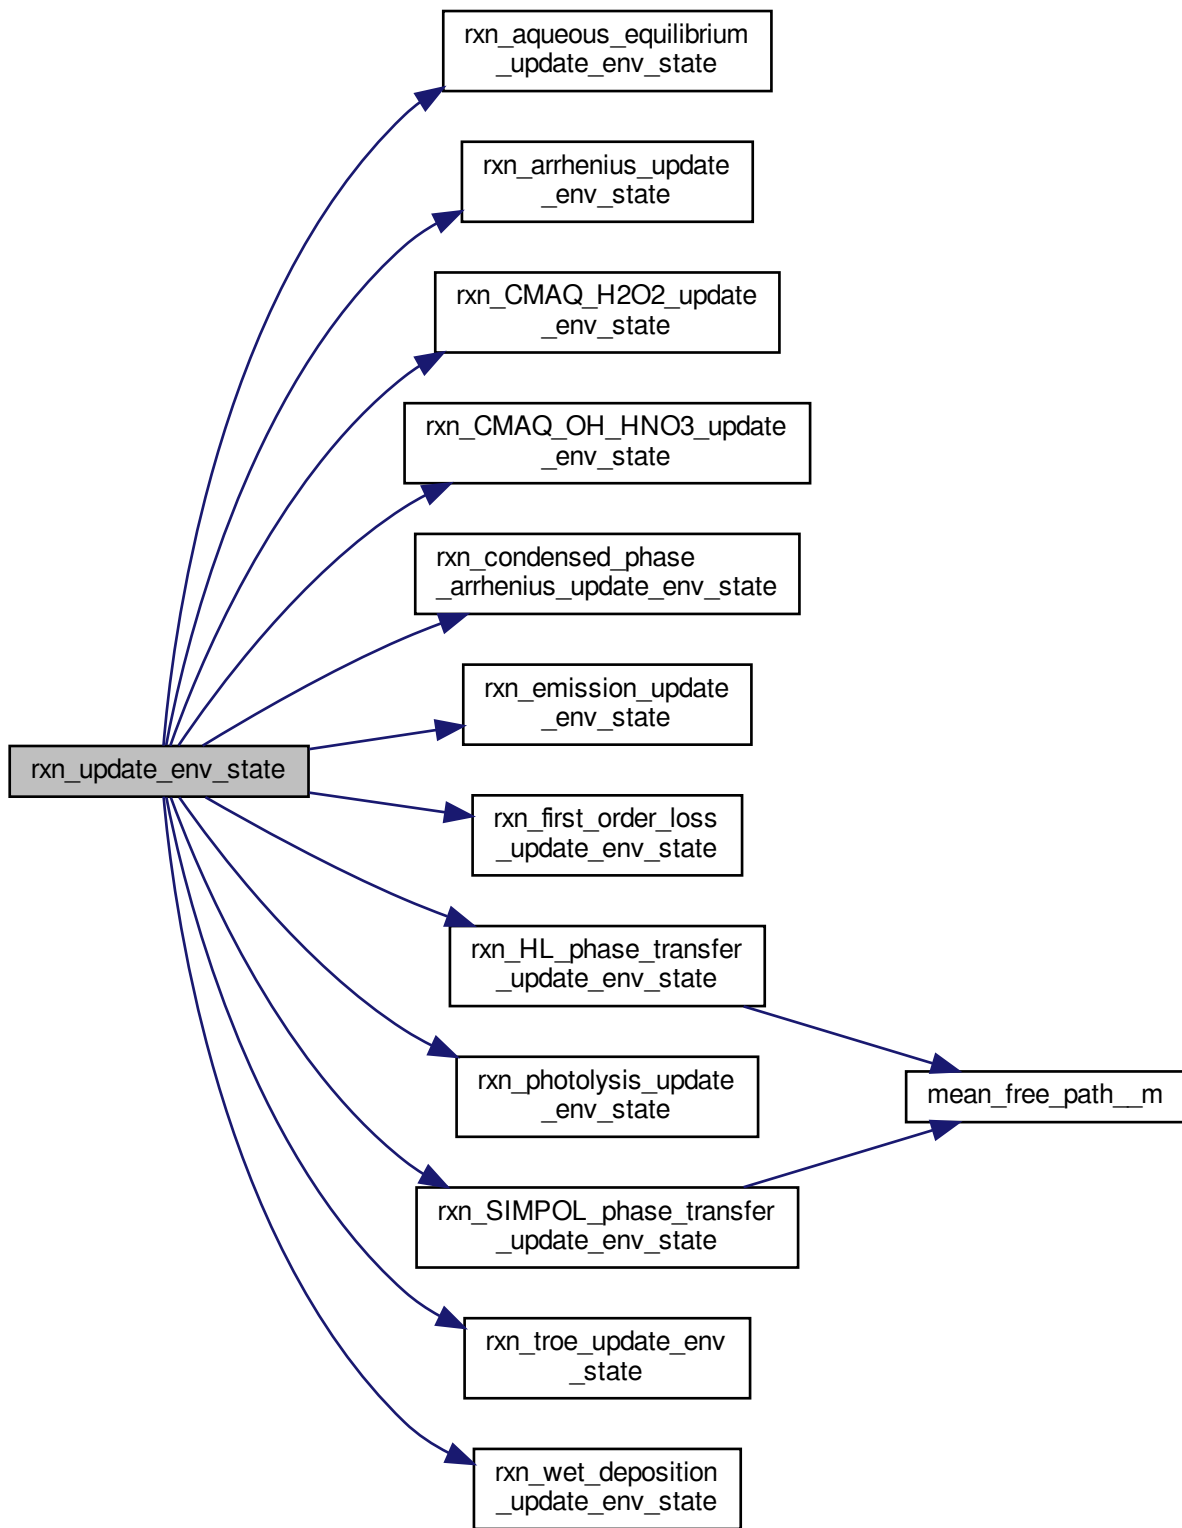 rxn_aqueous_equilibrium
_update_env_state
rxn_arrhenius_update
_env_state
rxn_CMAQ_H2O2_update
_env_state
rxn_CMAQ_OH_HNO3_update
_env_state
rxn_condensed_phase
_arrhenius_update_env_state
rxn_emission_update
_env_state
rxn_update_env_state
rxn_first_order_loss
_update_env_state
rxn_HL_phase_transfer
_update_env_state
rxn_photolysis_update
_env_state
mean_free_path__m
rxn_SIMPOL_phase_transfer
_update_env_state
rxn_troe_update_env
_state
rxn_wet_deposition
_update_env_state